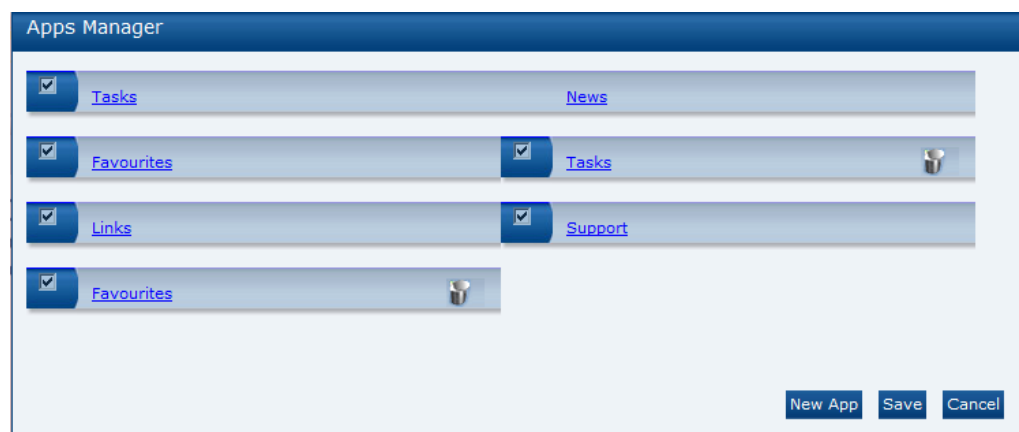 Apps Manager
Tasks News
Favourites Tasks
Links Support
Favourites
New App Save Cancel